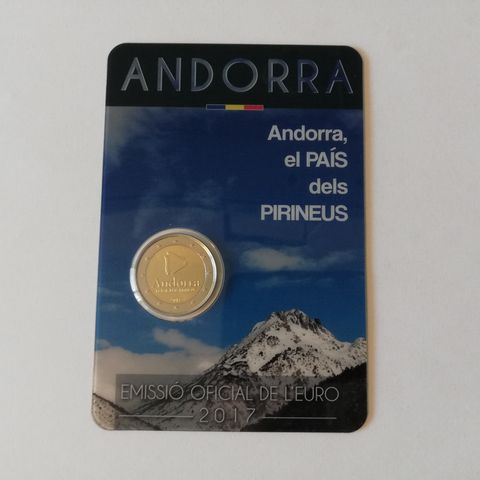 ANDORRA
Andorra,
el PAÍS
dels
PIRINEUS
Andorra
EMISSIÓ OFICIAL DE L'EURO
2017